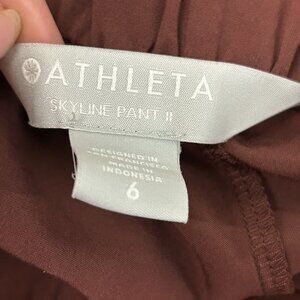 ATHLETA
SKYLINE PANT II
DESIGNED IN
SAN FRANCISCO
MADE IN
INDONESIA
6